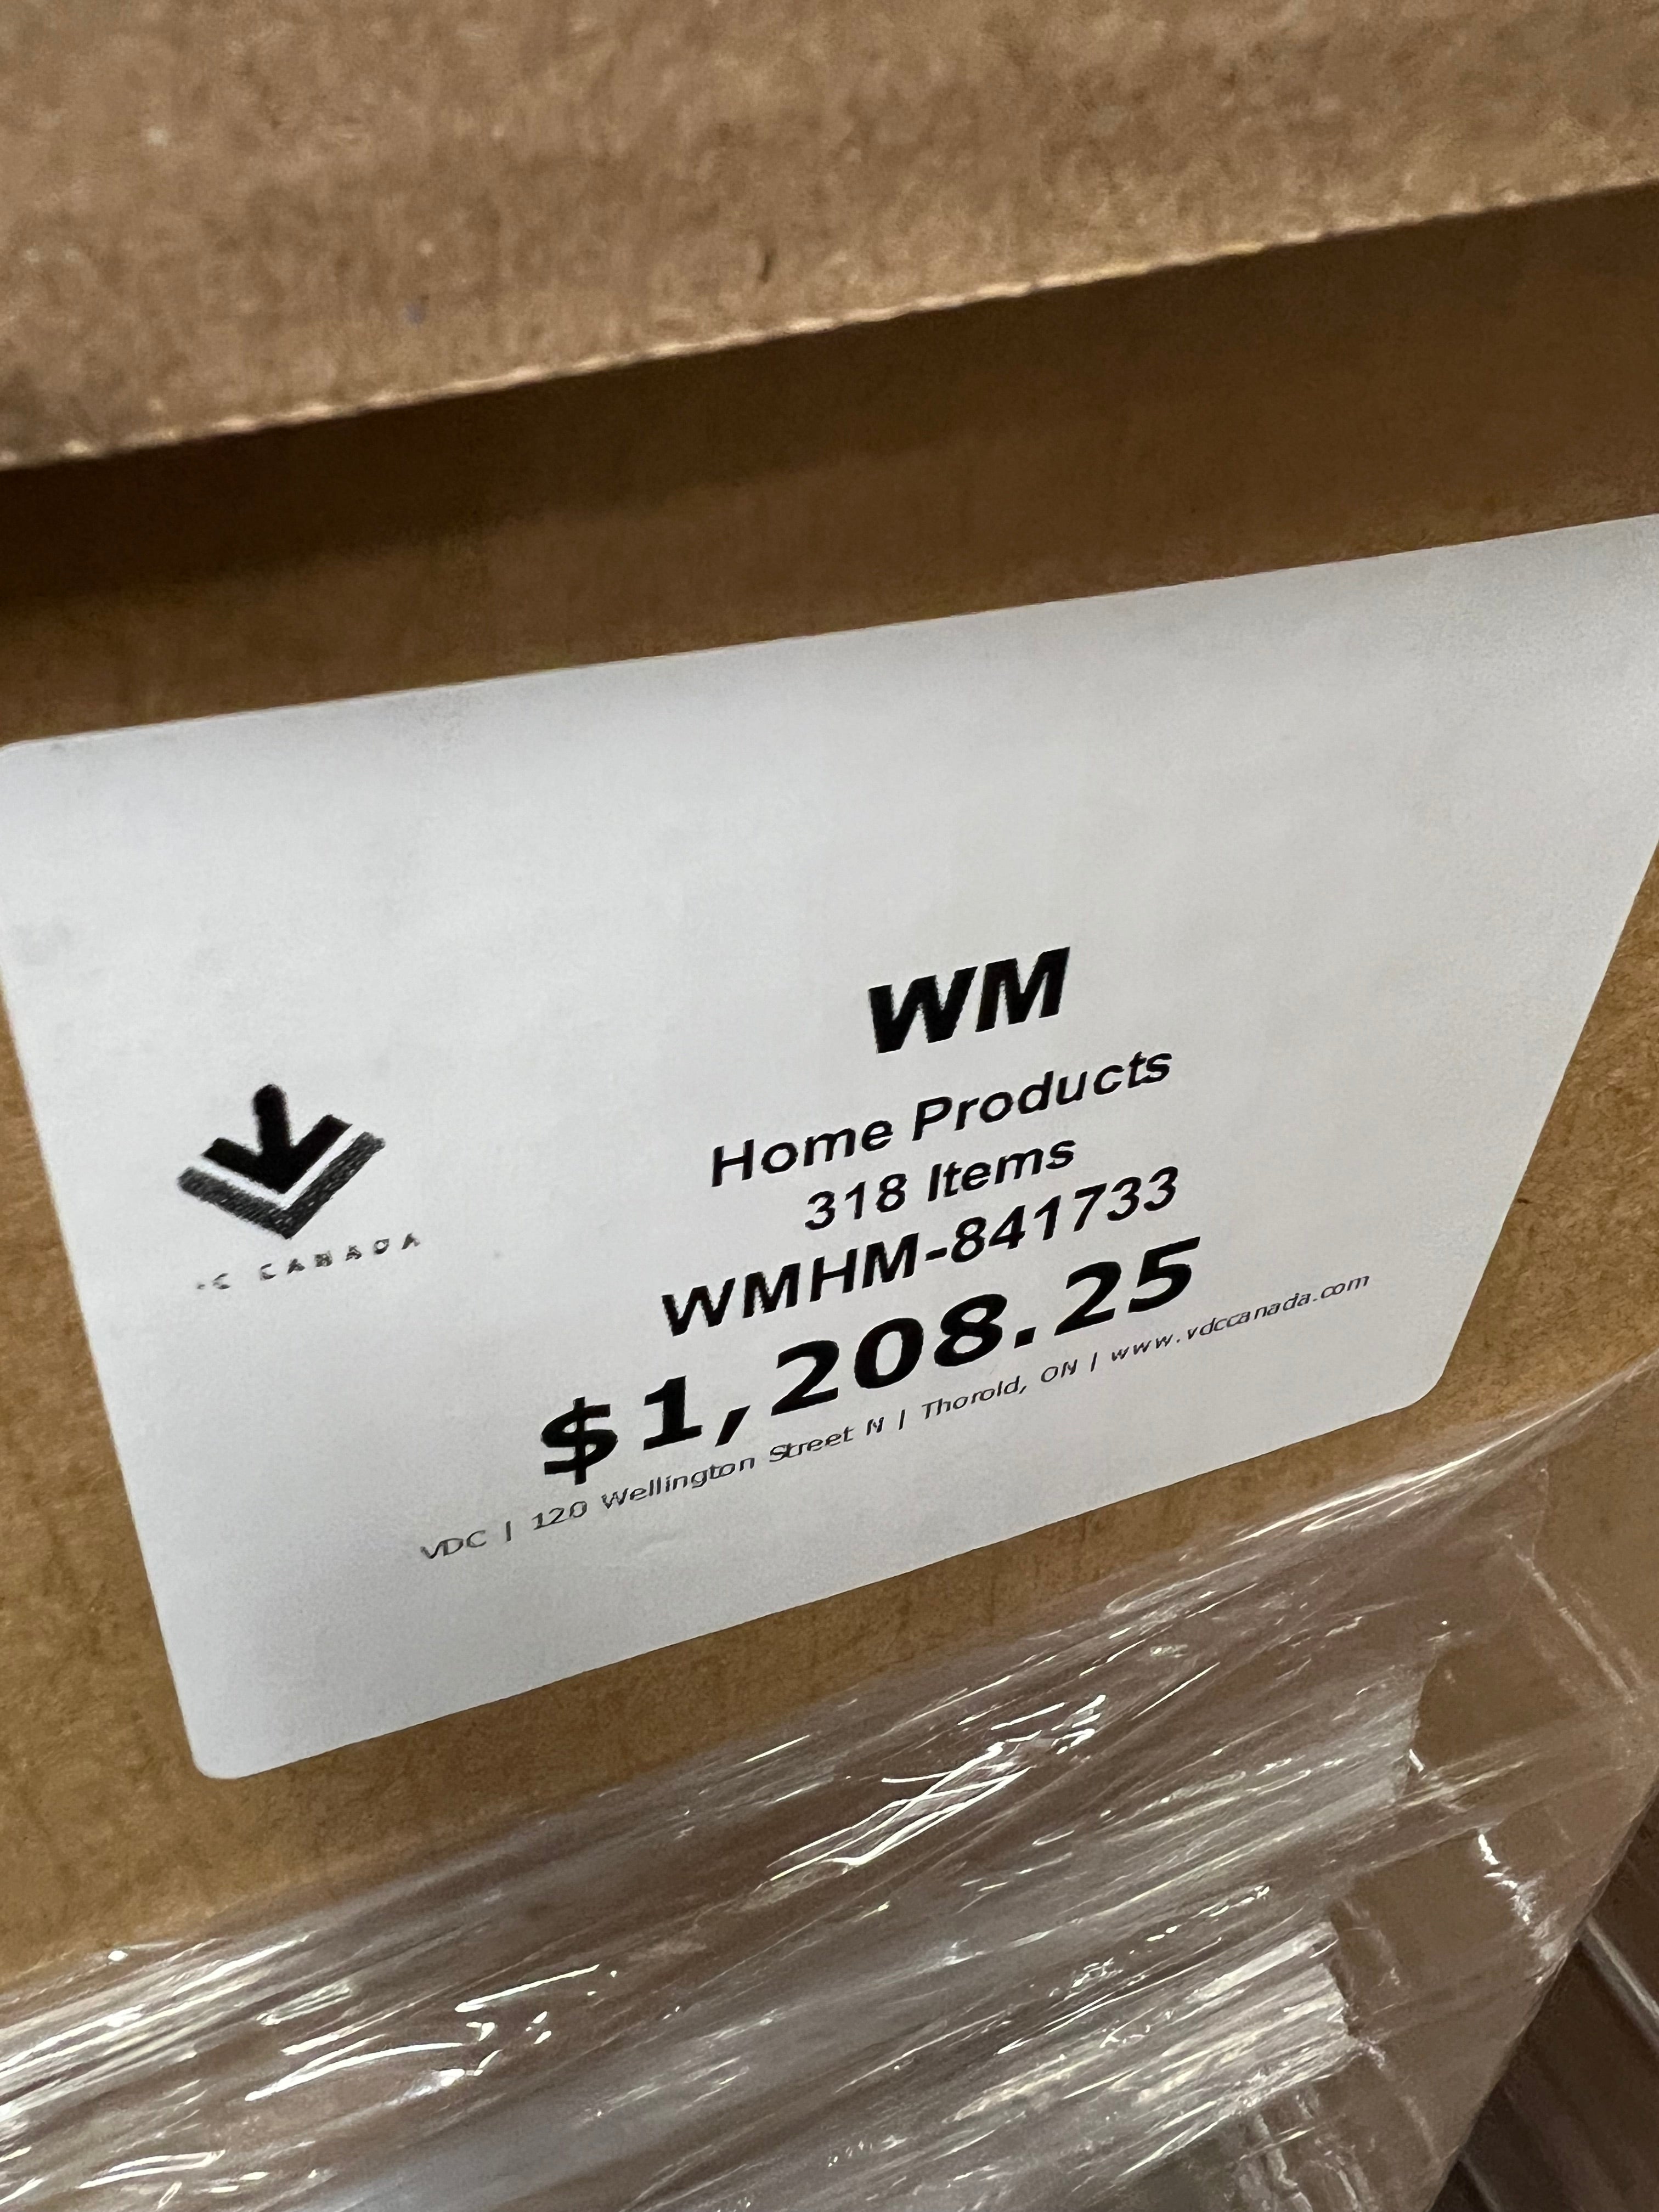 WM
Home Products
318 Items
WMHM-841733
$1,208.25
VDC | 120 Wellington Street N | Thorold, ON | www.vdccanada.com
CANADA